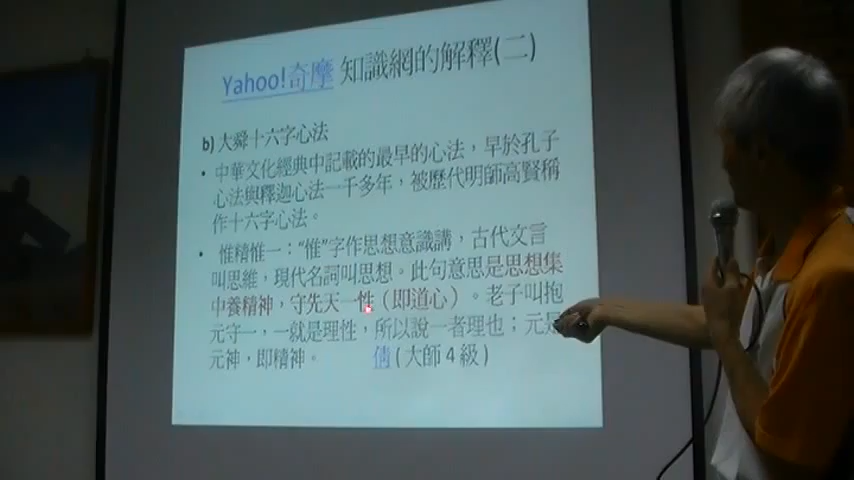 Yahoo!奇摩 知識網的解釋(二)
b) 大舜十六字心法
• 中華文化經典中記載的最早的心法，早於孔子
心法與釋迦心法一千多年，被歷代明師高賢稱
作十六字心法。
• 惟精惟一：“惟”字作思想意識講，古代文言
叫思維，現代名詞叫思想。此句意思是思想集
中養精神，守先天一性（即道心）。老子叫抱
元守一，一就是理性，所以說一者理也；元是
元神，即精神。 倩 ( 大師 4 級 )